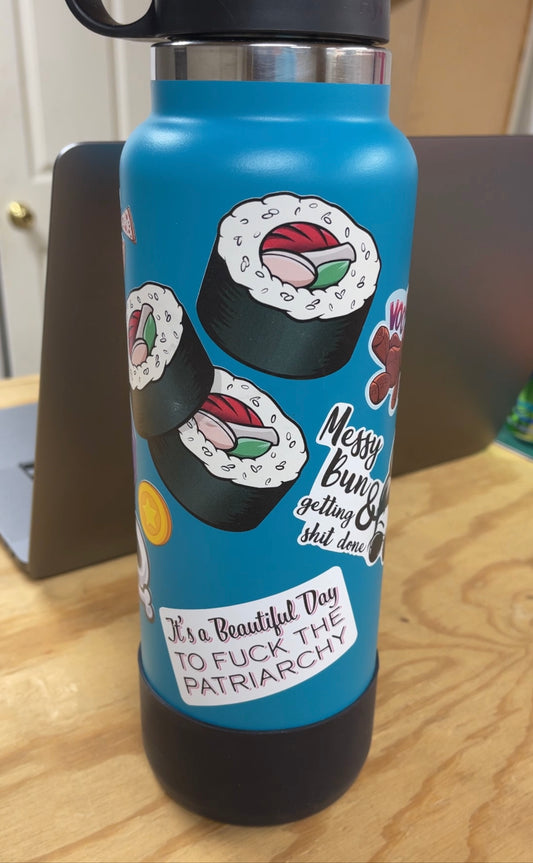 Messy
Bun
&
getting
shit done
It's a Beautiful Day
TO FUCK THE
PATRIARCHY